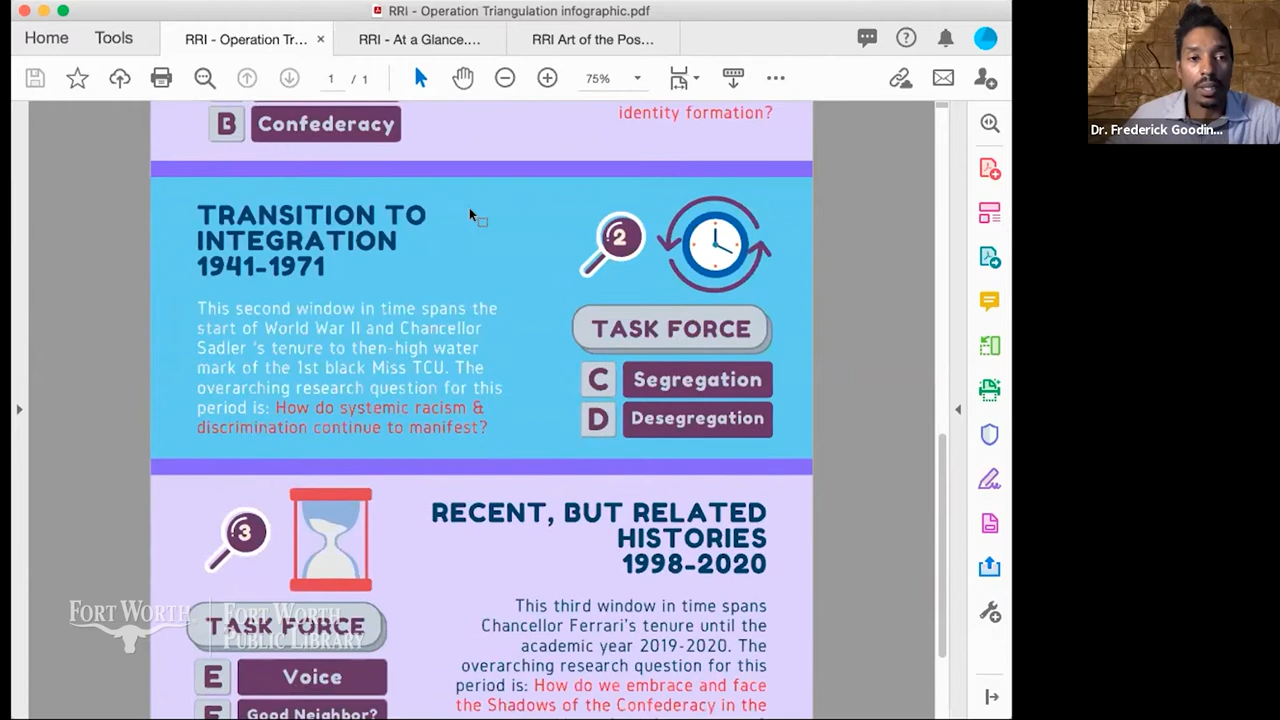 RRI - Operation Triangulation infographic.pdf
Home
Tools
RRI - Operation Tr...
RRI - At a Glance....
RRI Art of the Pos...
1 / 1
75%
Dr. Frederick Goodin...
identity formation?
B Confederacy
TRANSITION TO
INTEGRATION
1941-1971
2
This second window in time spans the
start of World War II and Chancellor
Sadler 's tenure to then-high water
mark of the 1st black Miss TCU. The
overarching research question for this
period is: How do systemic racism &
discrimination continue to manifest?
TASK FORCE
C Segregation
D Desegregation
3
RECENT, BUT RELATED
HISTORIES
1998-2020
This third window in time spans
Chancellor Ferrari's tenure until the
academic year 2019-2020. The
overarching research question for this
period is: How do we embrace and face
the Shadows of the Confederacy in the
TASK FORCE
E Voice
F Good Neighbor?
FORT WORTH
FORT WORTH
PUBLIC LIBRARY